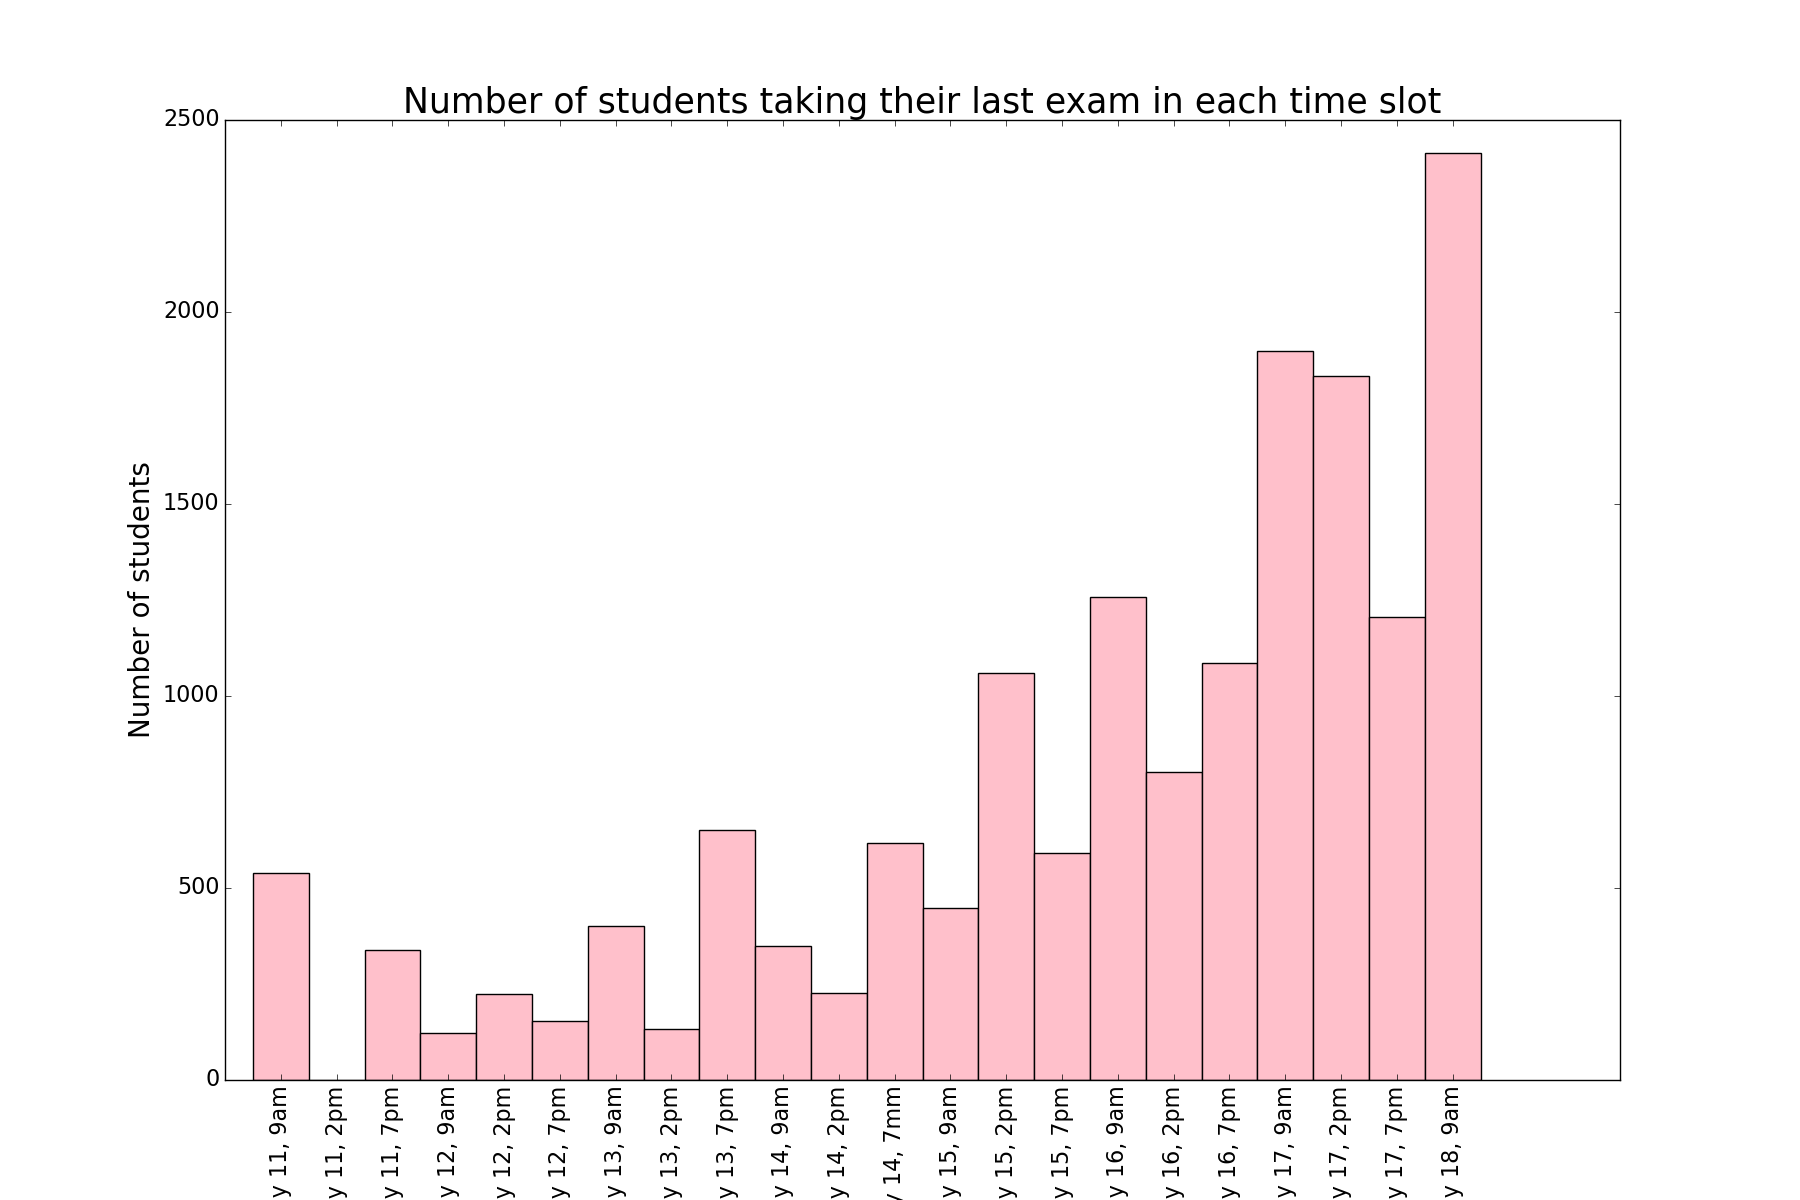 Number of students taking their last exam in each time slot
Number of students
2500
2000
1500
1000
500
0
y 11, 9am
y 11, 2pm
y 11, 7pm
y 12, 9am
y 12, 2pm
y 12, 7pm
y 13, 9am
y 13, 2pm
y 13, 7pm
y 14, 9am
y 14, 2pm
y 14, 7mm
y 15, 9am
y 15, 2pm
y 15, 7pm
y 16, 9am
y 16, 2pm
y 16, 7pm
y 17, 9am
y 17, 2pm
y 17, 7pm
y 18, 9am